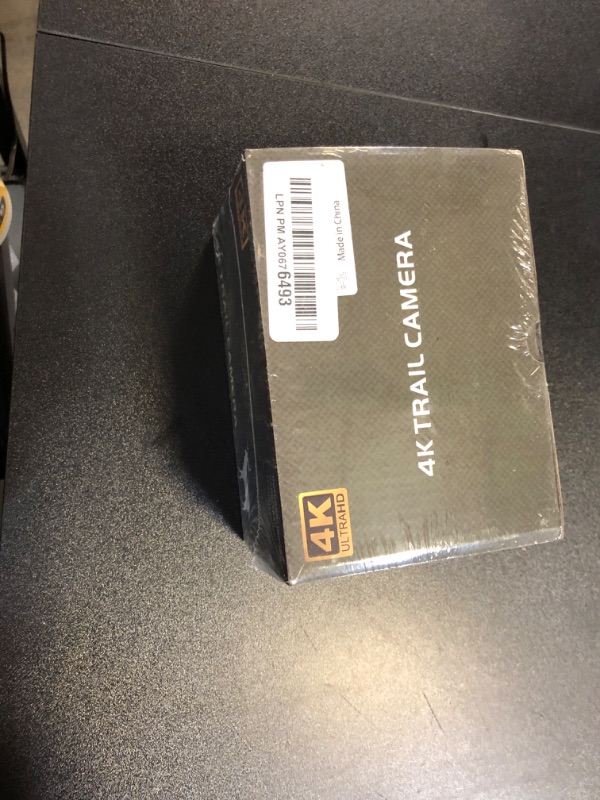 LPN PM AY0676493
Made in China
4K TRAIL CAMERA
4K
ULTRAHD